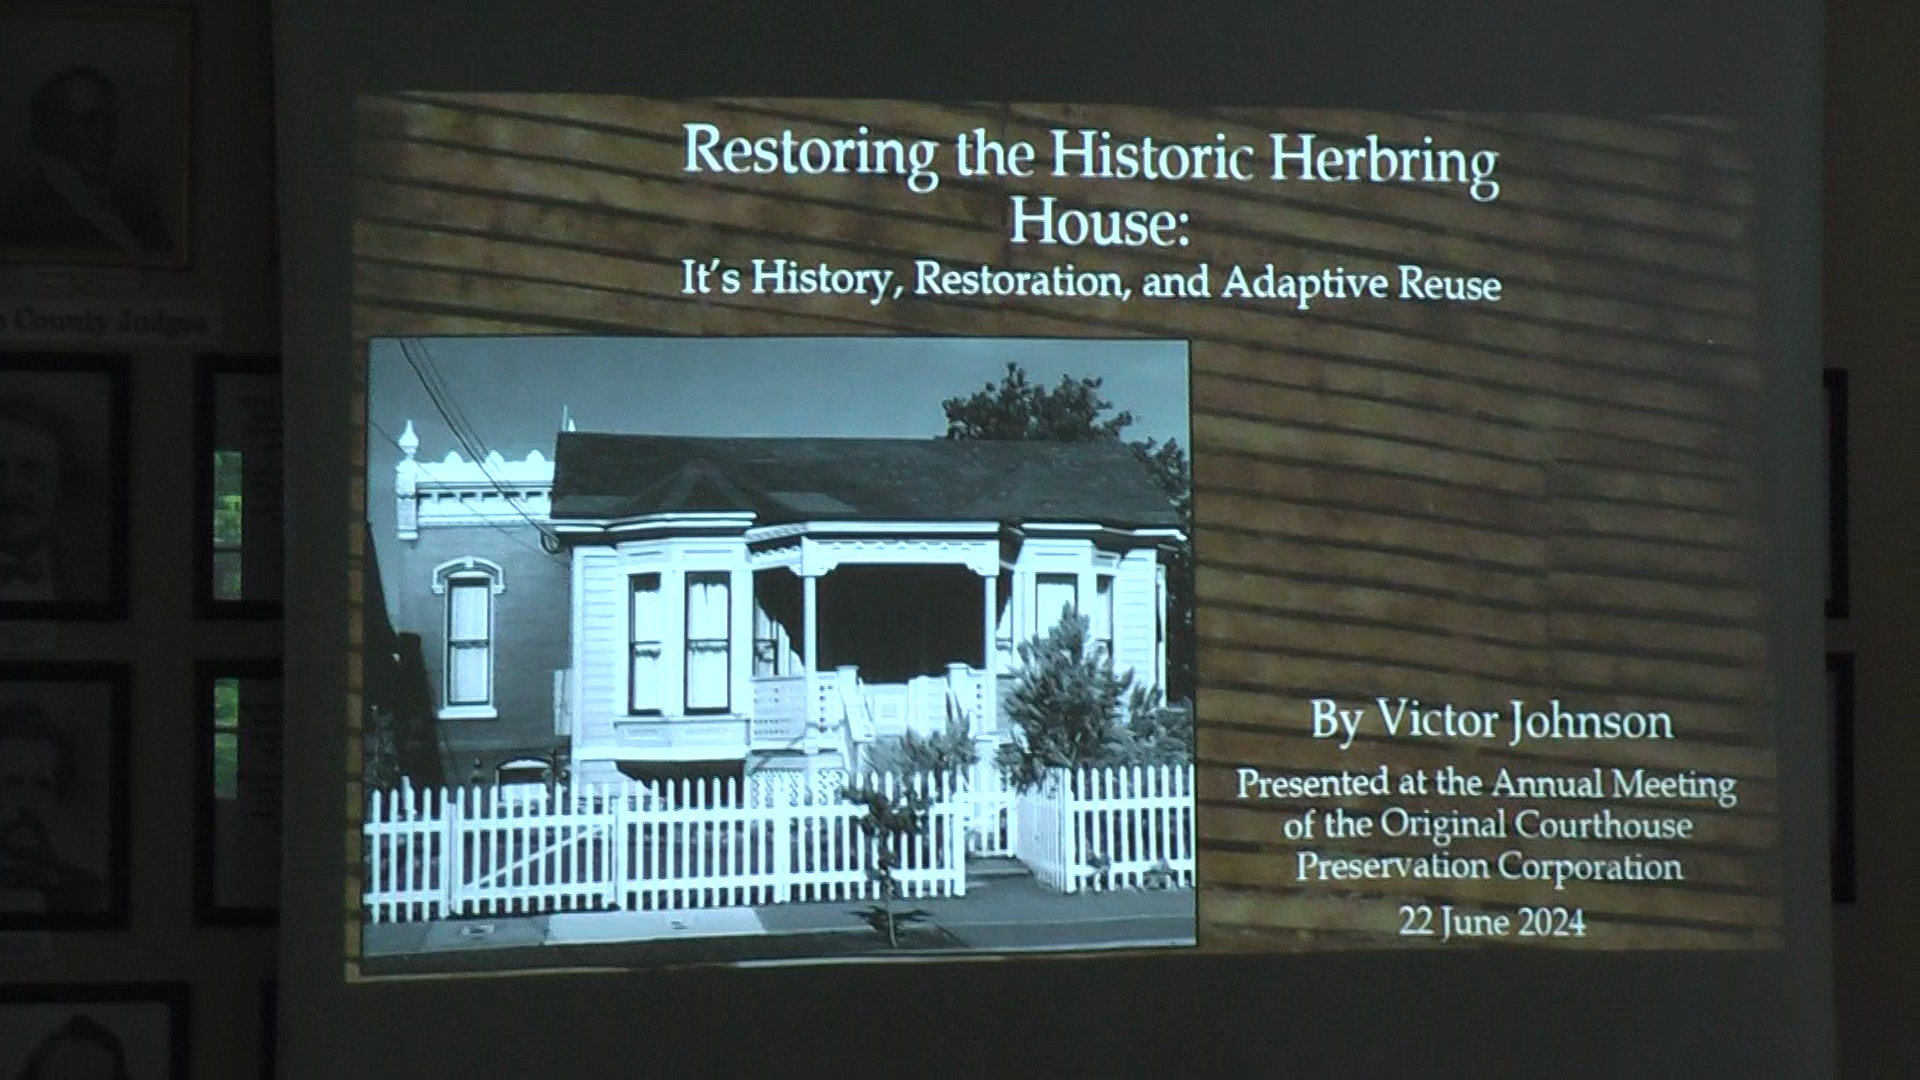 Restoring the Historic Herbring
House:
It's History, Restoration, and Adaptive Reuse
By Victor Johnson
Presented at the Annual Meeting
of the Original Courthouse
Preservation Corporation
22 June 2024
County Judges